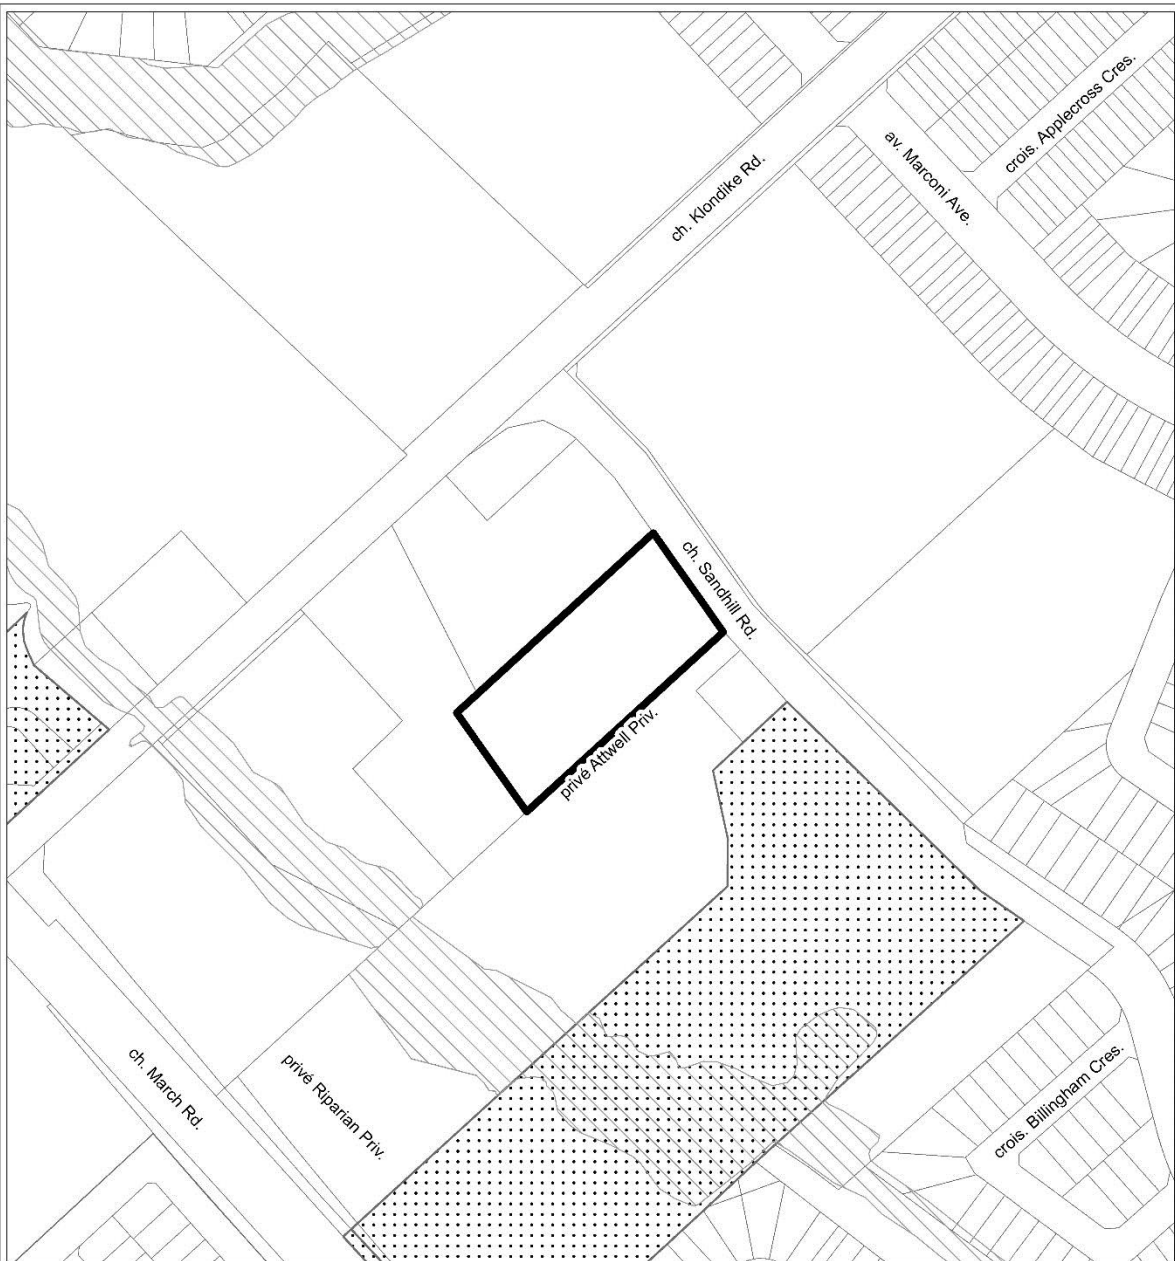 crois. Applecross Cres.
av. Marconi Ave.
ch. Klondike Rd.
ch. Sandhill Rd.
privé Attwell Priv.
ch. March Rd.
privé Riparian Priv.
crois. Billingham Cres.